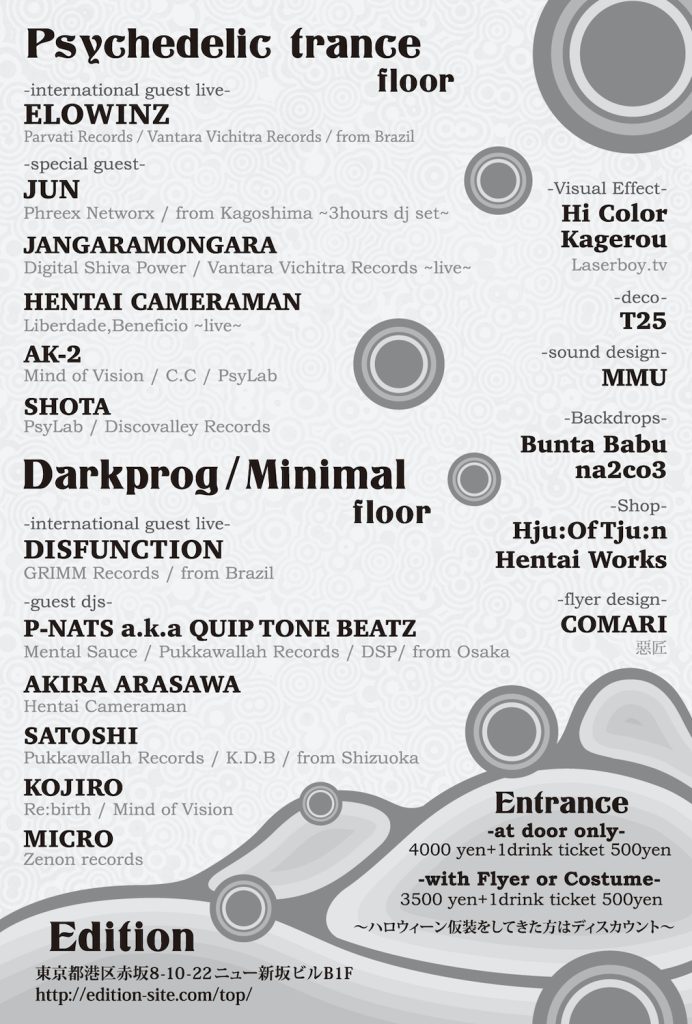 Psychedelic trance
floor
-international guest live-
ELOWINZ
Parvati Records / Vantara Vichitra Records / from Brazil
-special guest-
JUN
Phreex Networx / from Kagoshima ~3hours dj set~
JANGARAMONGARA
Digital Shiva Power / Vantara Vichitra Records ~live~
HENTAI CAMERAMAN
Liberdade,Beneficio ~live~
AK-2
Mind of Vision / C.C / PsyLab
SHOTA
PsyLab / Discovalley Records
Darkprog/Minimal
floor
-international guest live-
DISFUNCTION
GRIMM Records / from Brazil
-guest djs-
P-NATS a.k.a QUIP TONE BEATZ
Mental Sauce / Pukkawallah Records / DSP/ from Osaka
AKIRA ARASAWA
Hentai Cameraman
SATOSHI
Pukkawallah Records / K.D.B / from Shizuoka
KOJIRO
Re:birth / Mind of Vision
MICRO
Zenon records
-Visual Effect-
Hi Color
Kagerou
Laserboy.tv
-deco-
T25
-sound design-
MMU
-Backdrops-
Bunta Babu
na2co3
-Shop-
Hju:Of Tju:n
Hentai Works
-flyer design-
COMARI
惡匠
Entrance
-at door only-
4000 yen+1drink ticket 500yen
-with Flyer or Costume-
3500 yen+1drink ticket 500yen
～ハロウィーン仮装をしてきた方はディスカウント～
Edition
東京都港区赤坂8-10-22ニュー新坂ビルB1F
http://edition-site.com/top/